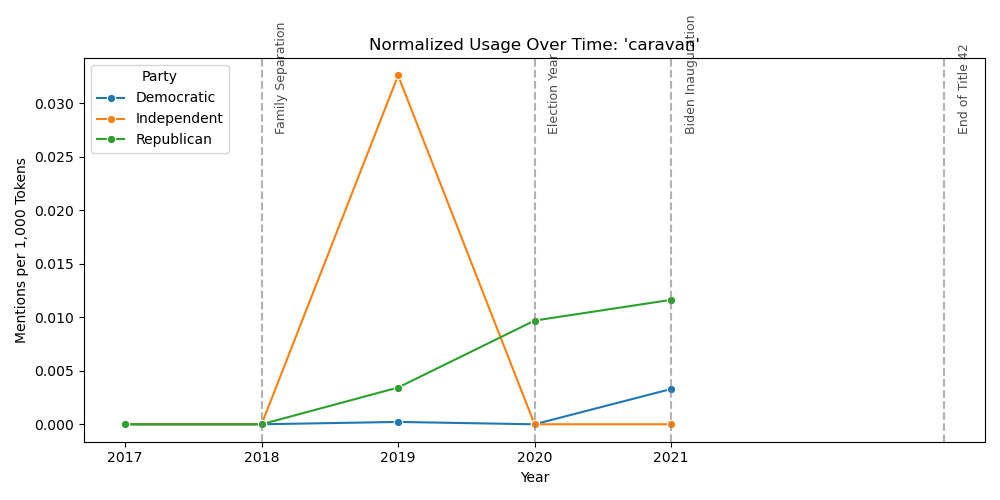 Normalized Usage Over Time: 'caravan'
Party
Democratic
Independent
Republican
Family Separation
Election Year
Biden Inauguration
End of Title 42
Mentions per 1,000 Tokens
0.030
0.025
0.020
0.015
0.010
0.005
0.000
2017 2018 2019 2020 2021
Year